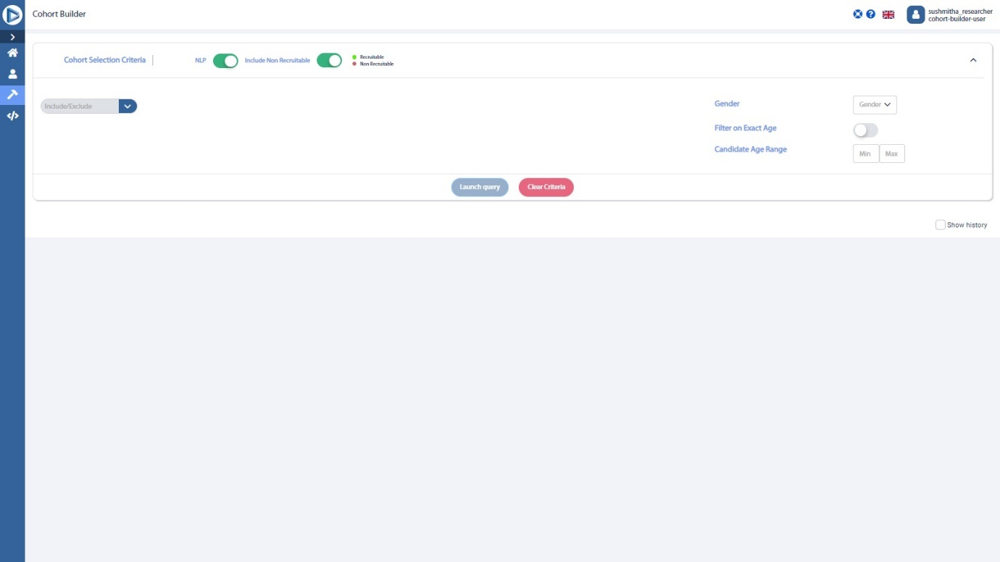 Cohort Builder
sushmitha_researcher
cohort-builder-user
Cohort Selection Criteria
NLP
Include Non Recruitable
Recruitable
Non Recruitable
Include/Exclude
Gender
Gender
Filter on Exact Age
Candidate Age Range
Min
Max
Launch query
Clear Criteria
Show history